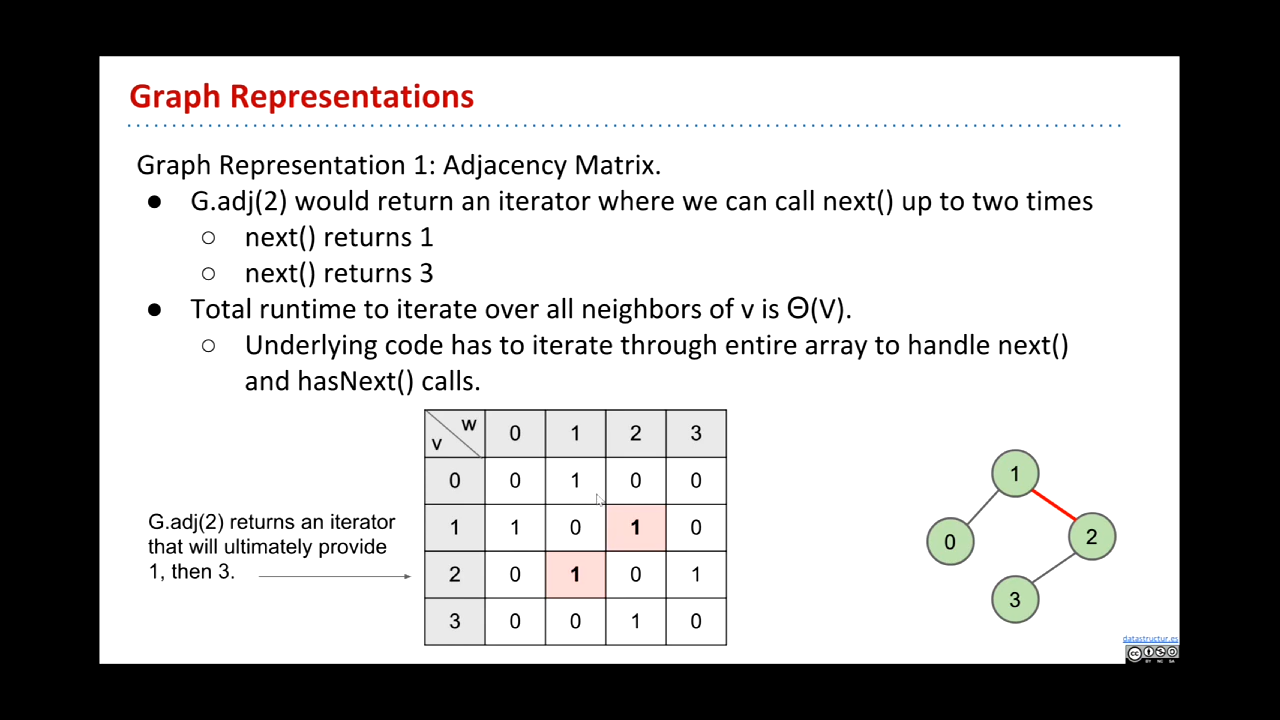 Graph Representations
Graph Representation 1: Adjacency Matrix.
● G.adj(2) would return an iterator where we can call next() up to two times
○ next() returns 1
○ next() returns 3
● Total runtime to iterate over all neighbors of v is Θ(V).
○ Underlying code has to iterate through entire array to handle next()
and hasNext() calls.
w
v
0 1 2 3
0 0 1 0 0
1 1 0 1 0
2 0 1 0 1
3 0 0 1 0
G.adj(2) returns an iterator
that will ultimately provide
1, then 3.
1
0
2
3
datastructur.es
cc
BY NC SA